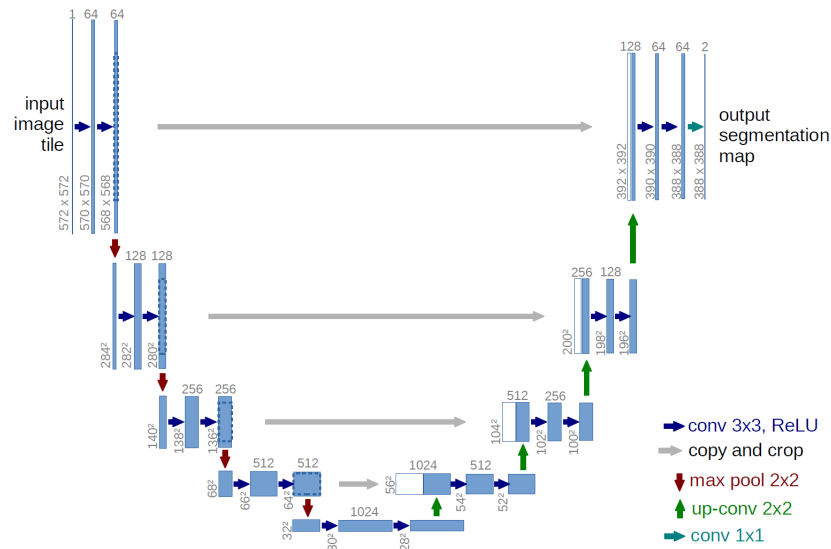 1 64 64
input
image
tile
572 x 572
570 x 570
568 x 568
128 64 64 2
output
segmentation
map
392 x 392
390 x 390
388 x 388
388 x 388
128 128
284²
282²
280²
256 128
200²
198²
196²
256 256
140²
138²
136²
512 256
104²
102²
100²
512 512
68²
66²
64²
1024 512
56²
54²
52²
1024
32²
30²
28²
conv 3x3, ReLU
copy and crop
max pool 2x2
up-conv 2x2
conv 1x1